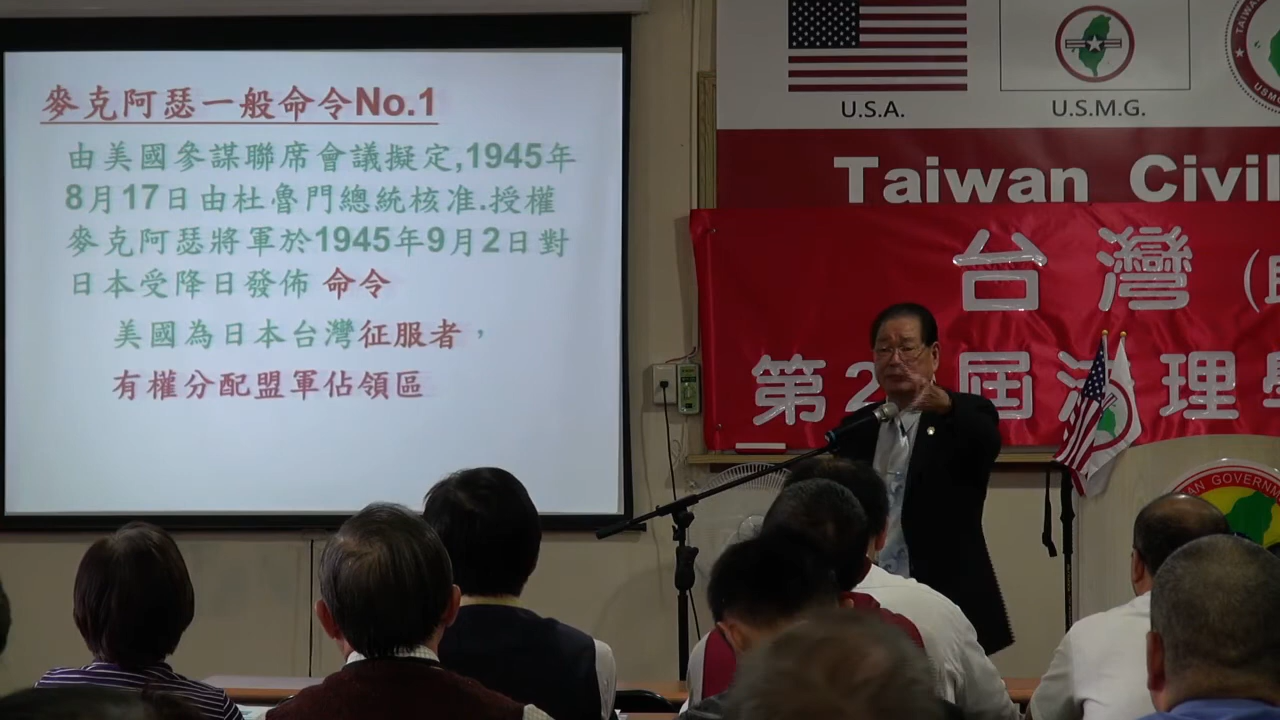 麥克阿瑟一般命令No.1
由美國參謀聯席會議擬定,1945年
8月17日由杜魯門總統核准.授權
麥克阿瑟將軍於1945年9月2日對
日本受降日發佈 命令
美國為日本台灣征服者，
有權分配盟軍佔領區
U.S.A.
U.S.M.G.
Taiwan Civil
台灣
第2 屆法理學